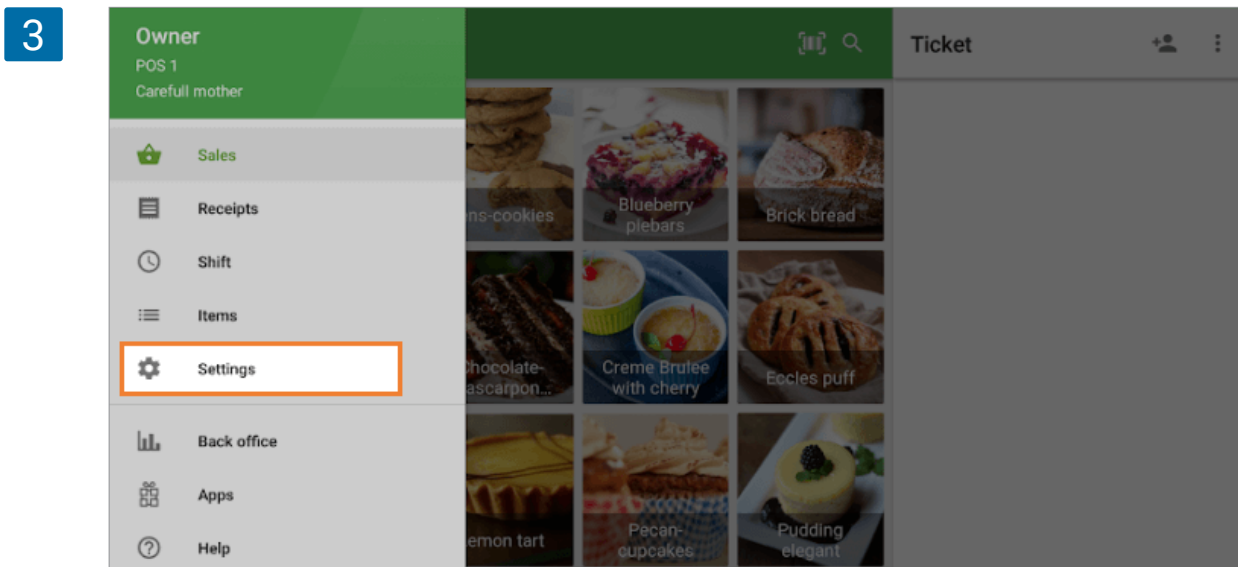 3
Owner
POS 1
Carefull mother
Ticket
Sales
Receipts
Shift
Items
Settings
Back office
Apps
Help
ns-cookies
Blueberry
piebars
Brick bread
hocolate-
ascarpon...
Creme Brulee
with cherry
Eccles puff
emon tart
Pecan-
cupcakes
Pudding
elegant